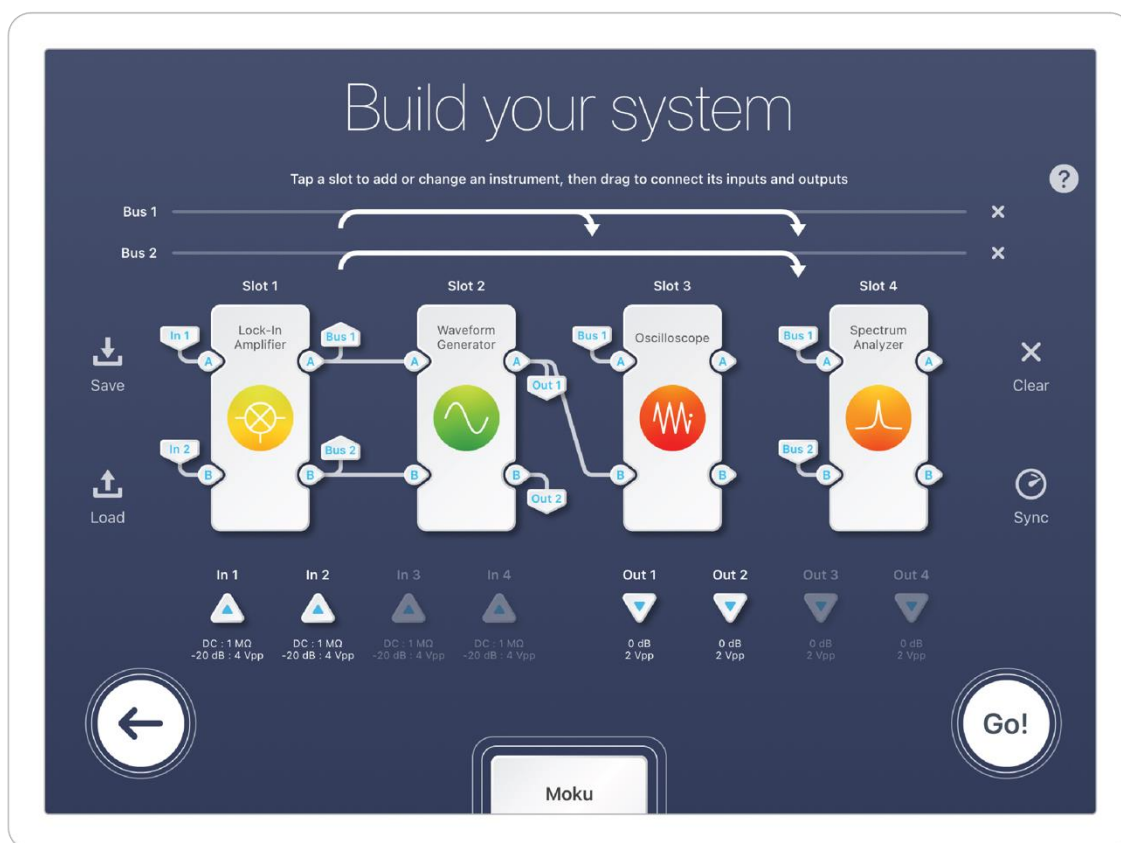 Build your system
Tap a slot to add or change an instrument, then drag to connect its inputs and outputs
?
Bus 1
Bus 2
Slot 1 Slot 2 Slot 3 Slot 4
In 1 Lock-In Amplifier Bus 1 Waveform Generator Bus 1 Oscilloscope Bus 1 Spectrum Analyzer
A A A A A A A A
Save Out 1 Clear
In 2 Bus 2 Bus 2
B B B B B B B B
Out 2
Load Sync
In 1 In 2 In 3 In 4 Out 1 Out 2 Out 3 Out 4
DC : 1 MΩ DC : 1 MΩ DC : 1 MΩ DC : 1 MΩ 0 dB 0 dB 0 dB 0 dB
-20 dB : 4 Vpp -20 dB : 4 Vpp -20 dB : 4 Vpp -20 dB : 4 Vpp 2 Vpp 2 Vpp 2 Vpp 2 Vpp
Go!
Moku